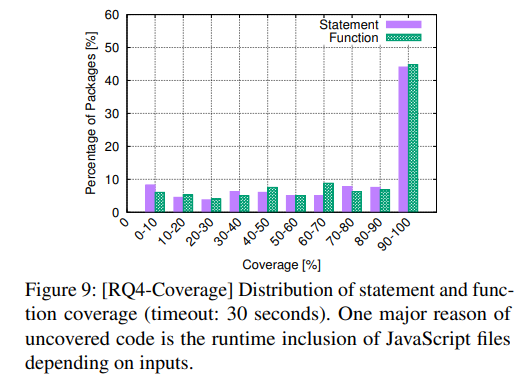 60
50
40
30
20
10
0
Percentage of Packages [%]
Statement
Function
0
0-10
10-20
20-30
30-40
40-50
50-60
60-70
70-80
80-90
90-100
Coverage [%]
Figure 9: [RQ4-Coverage] Distribution of statement and func-
tion coverage (timeout: 30 seconds). One major reason of
uncovered code is the runtime inclusion of JavaScript files
depending on inputs.